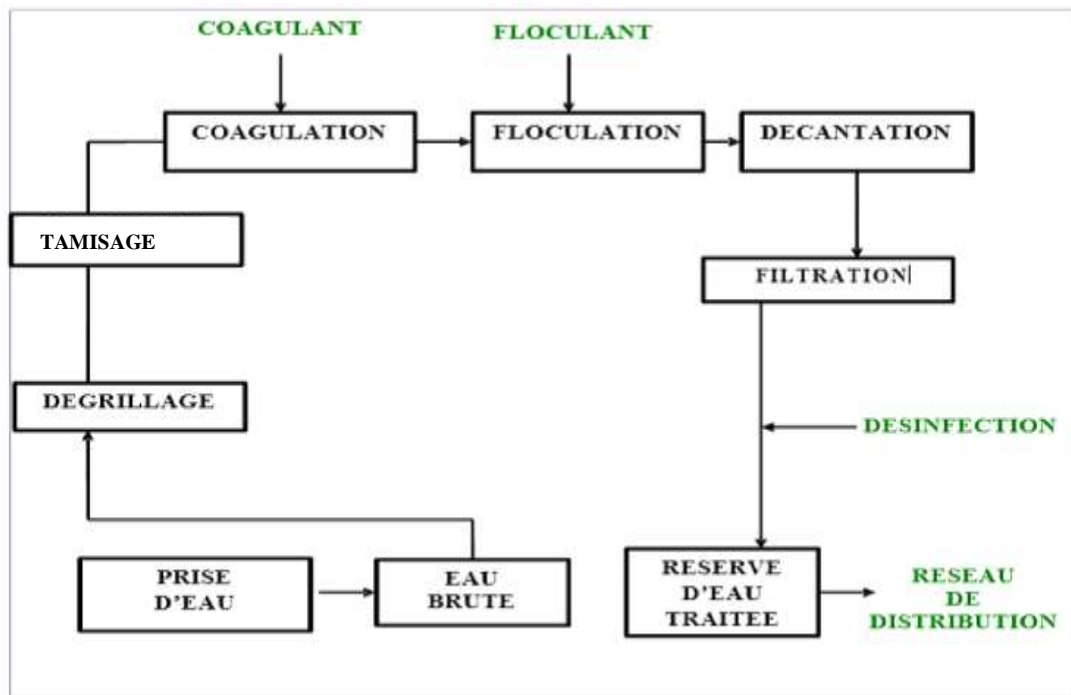 COAGULANT
FLOCULANT
COAGULATION
FLOCULATION
DECANTATION
TAMISAGE
FILTRATION
DEGRILLAGE
DESINFECTION
PRISE
D'EAU
EAU
BRUTE
RESERVE
D'EAU
TRAITEE
RESEAU
DE
DISTRIBUTION